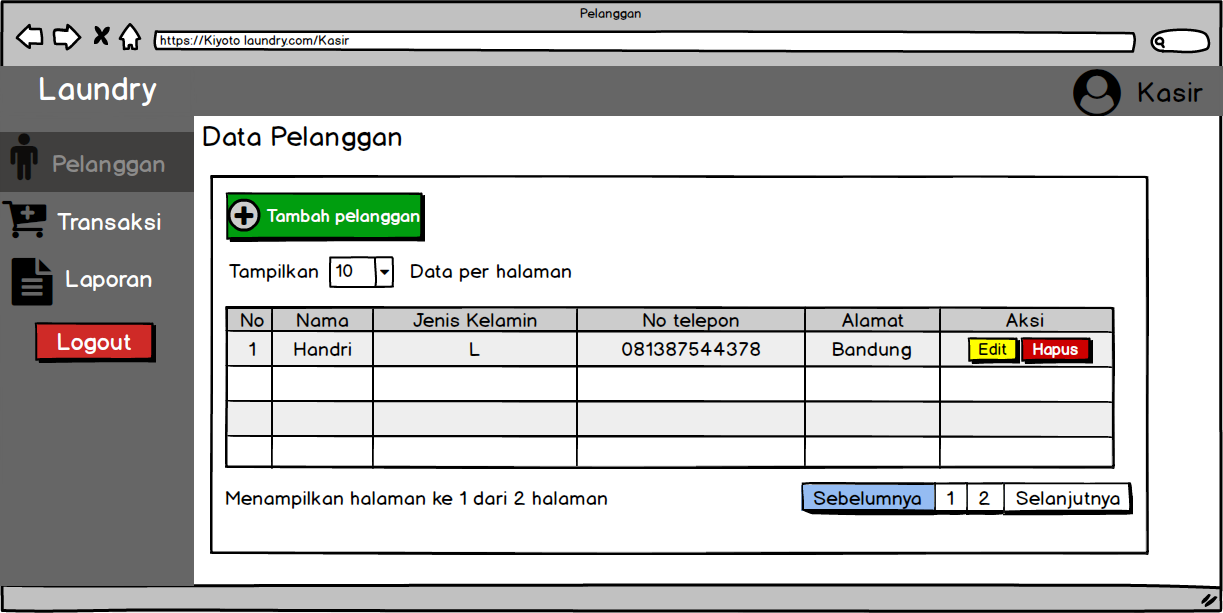 Pelanggan
https://Kiyoto laundry.com/Kasir
Laundry
Kasir
Pelanggan
Transaksi
Laporan
Logout
Data Pelanggan
Tambah pelanggan
Tampilkan 10 Data per halaman
No Nama Jenis Kelamin No telepon Alamat Aksi
1 Handri L 081387544378 Bandung Edit Hapus
Menampilkan halaman ke 1 dari 2 halaman
Sebelumnya 1 2 Selanjutnya